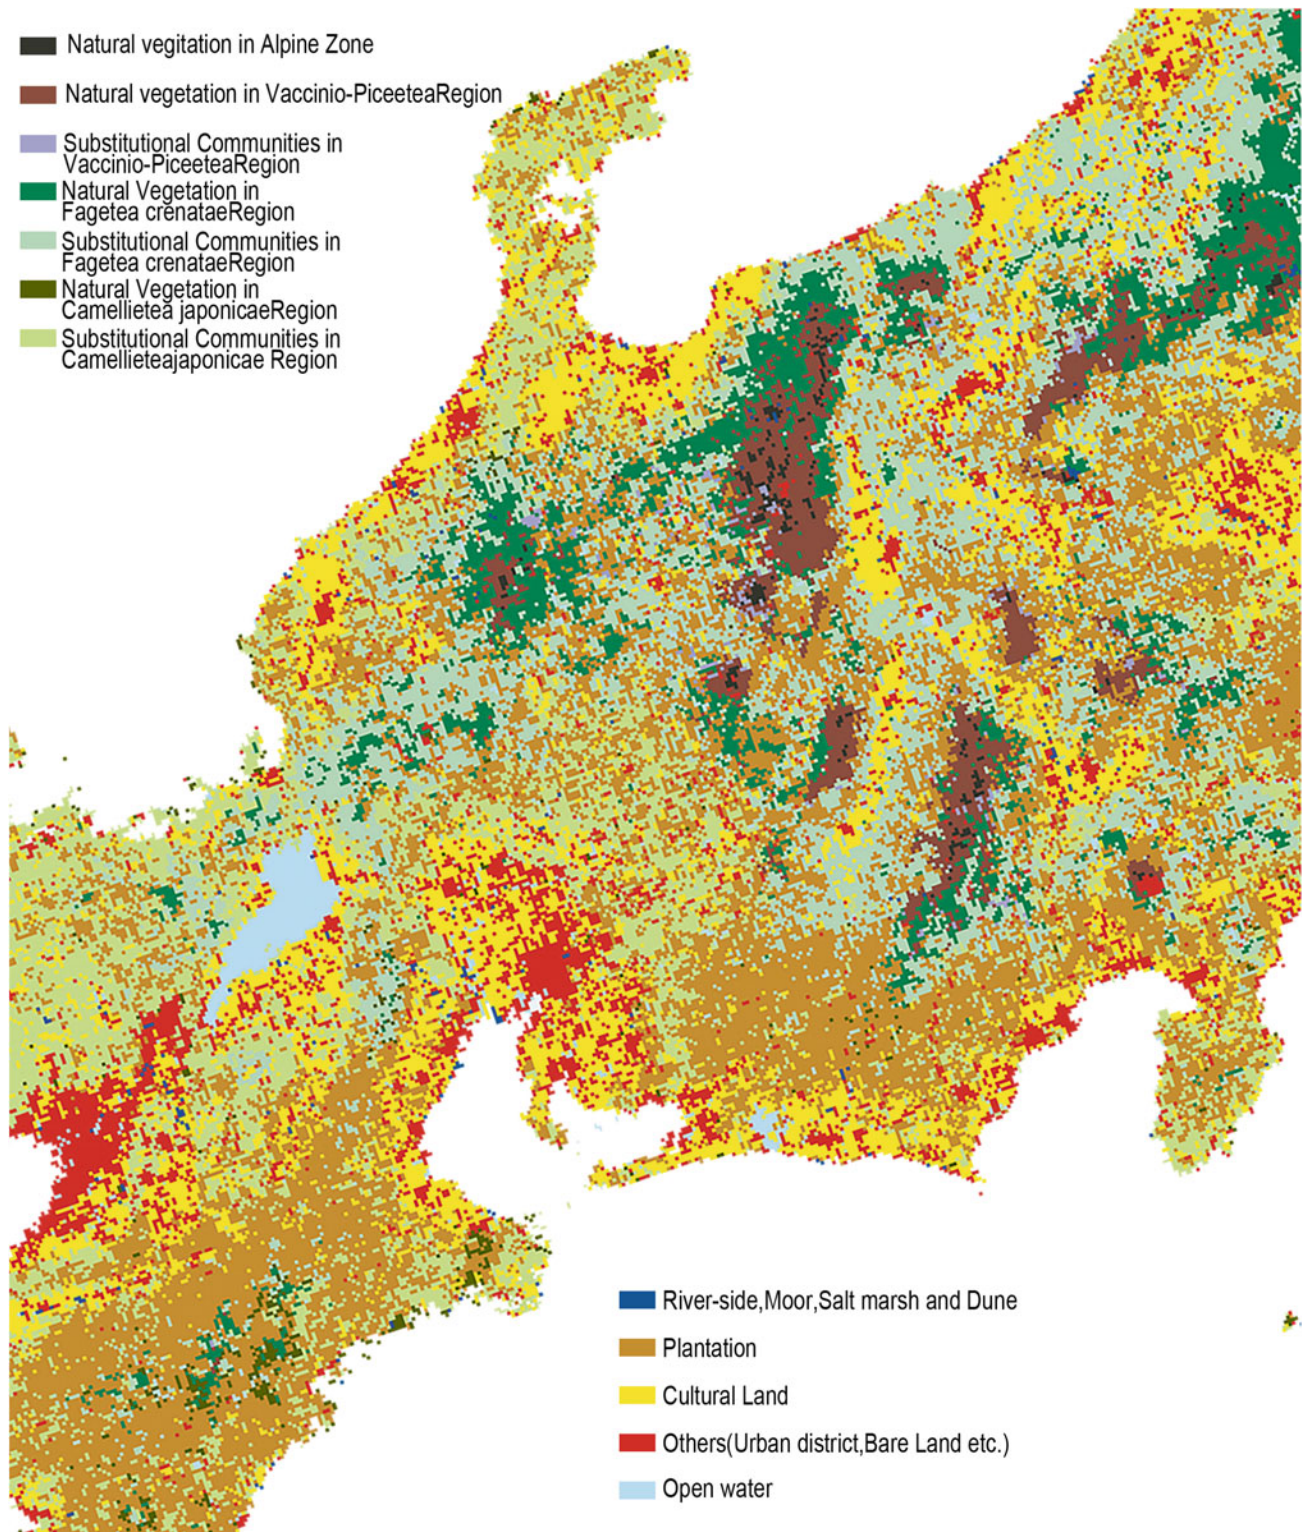 Natural vegitation in Alpine Zone
Natural vegetation in Vaccinio-PiceeteaRegion
Substitutional Communities in
Vaccinio-PiceeteaRegion
Natural Vegetation in
Fagetea crenataeRegion
Substitutional Communities in
Fagetea crenataeRegion
Natural Vegetation in
Camellietea japonicaeRegion
Substitutional Communities in
Camellieteajaponicae Region
River-side,Moor,Salt marsh and Dune
Plantation
Cultural Land
Others(Urban district,Bare Land etc.)
Open water